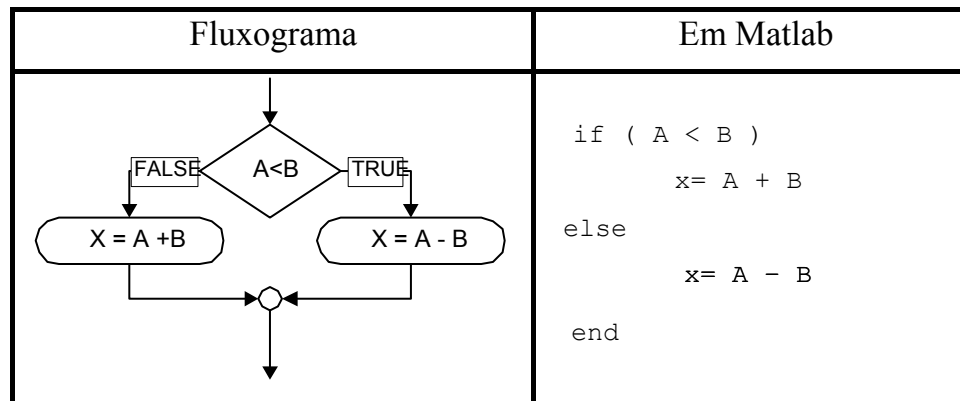 Fluxograma
Em Matlab
FALSE
A<B
TRUE
X = A +B
X = A - B
if ( A < B )
x= A + B
else
x= A − B
end